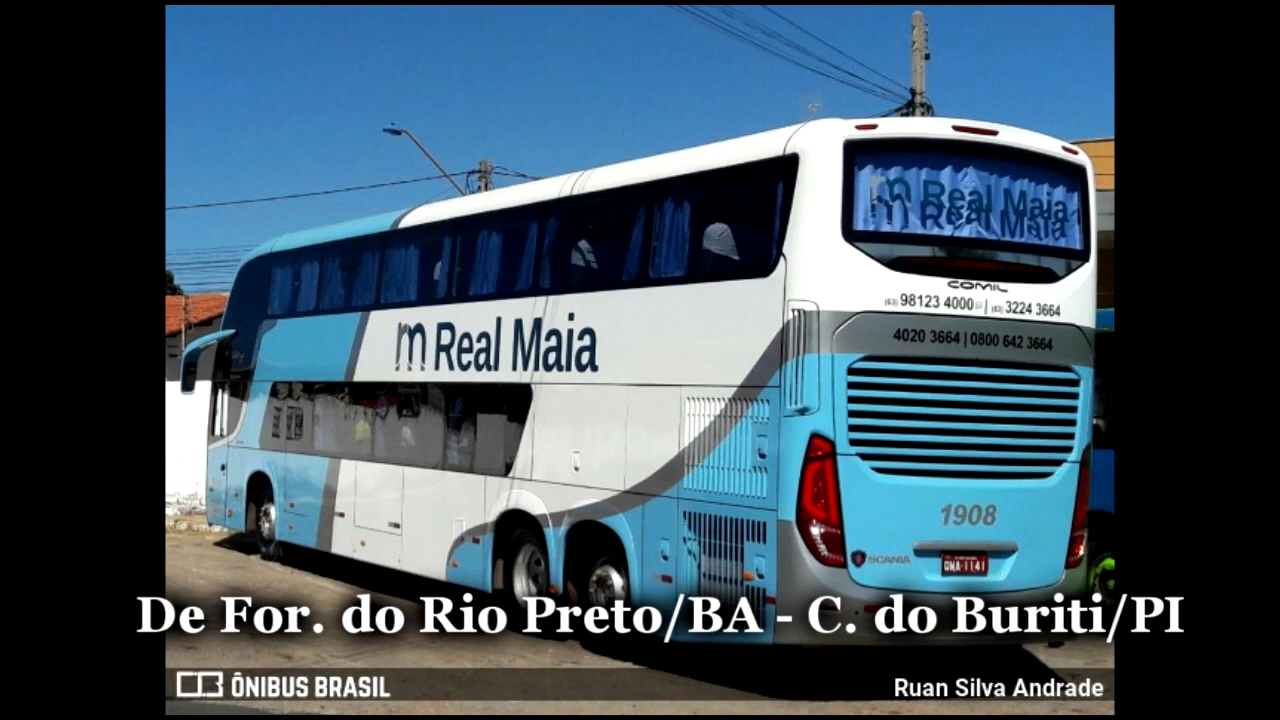 m Real Maia
m Real Maia
COMIL
(63) 98123 4000 | (63) 3224 3664
4020 3664 | 0800 642 3664
m Real Maia
1908
SCANIA
QWA-1141
De For. do Rio Preto/BA - C. do Buriti/PI
ÔNIBUS BRASIL
Ruan Silva Andrade